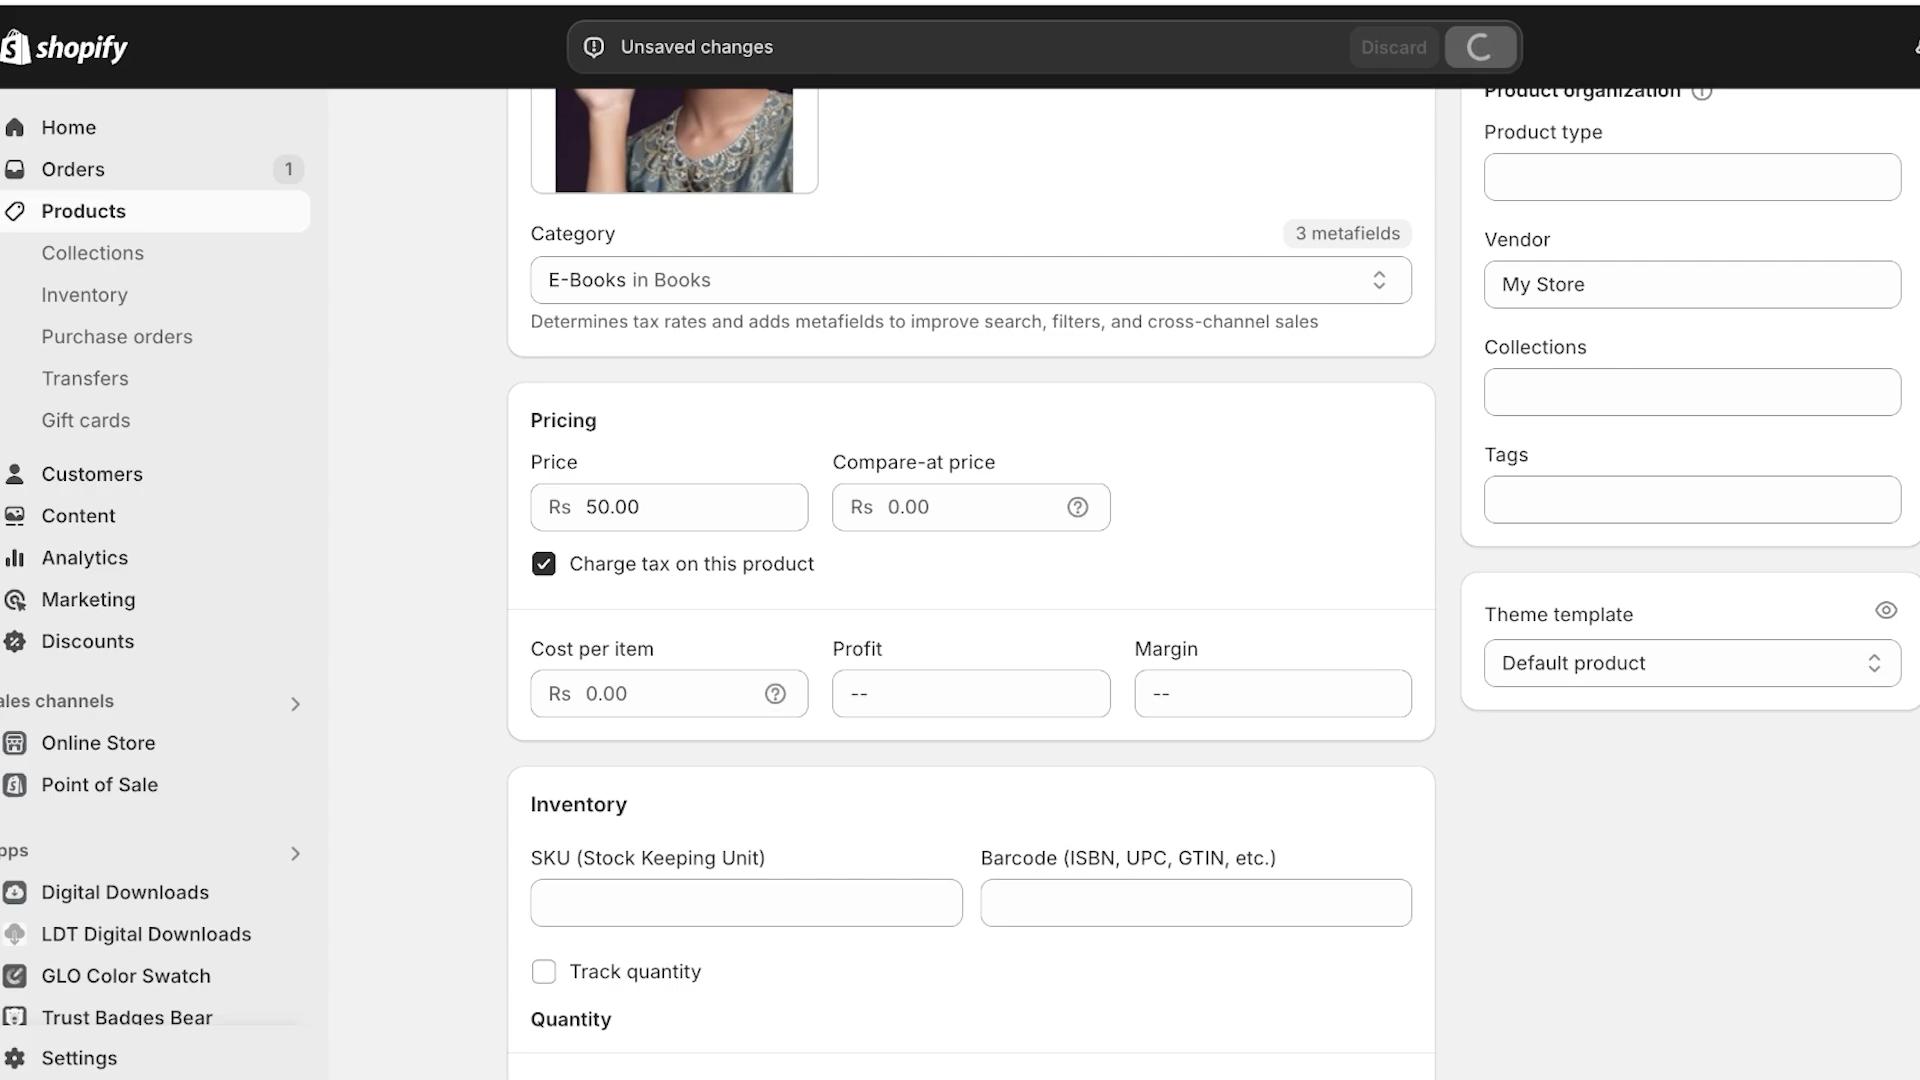 shopify
Unsaved changes
Discard
Home
Orders 1
Products
Collections
Inventory
Purchase orders
Transfers
Gift cards
Customers
Content
Analytics
Marketing
Discounts
ales channels
Online Store
Point of Sale
pps
Digital Downloads
LDT Digital Downloads
GLO Color Swatch
Trust Badges Bear
Settings
Category
3 metafields
E-Books in Books
Determines tax rates and adds metafields to improve search, filters, and cross-channel sales
Pricing
Price
Compare-at price
Rs 50.00
Rs 0.00
Charge tax on this product
Cost per item
Profit
Margin
Rs 0.00
--
--
Inventory
SKU (Stock Keeping Unit)
Barcode (ISBN, UPC, GTIN, etc.)
Track quantity
Quantity
Product organization
Product type
Vendor
My Store
Collections
Tags
Theme template
Default product